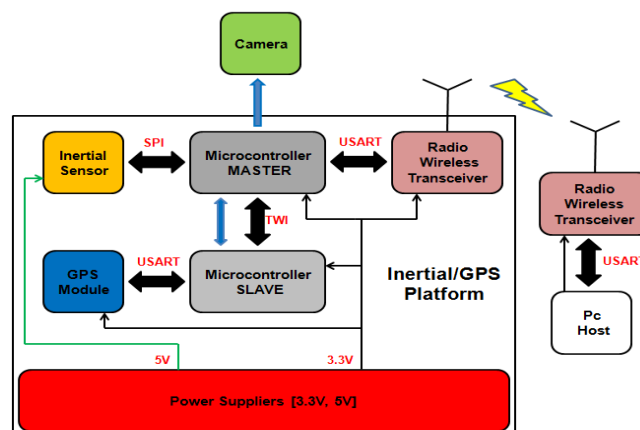 Camera
Inertial
Sensor
SPI
Microcontroller
MASTER
USART
Radio
Wireless
Transceiver
TWI
GPS
Module
USART
Microcontroller
SLAVE
Inertial/GPS
Platform
5V
3.3V
Power Suppliers [3.3V, 5V]
Radio
Wireless
Transceiver
USART
Pc
Host